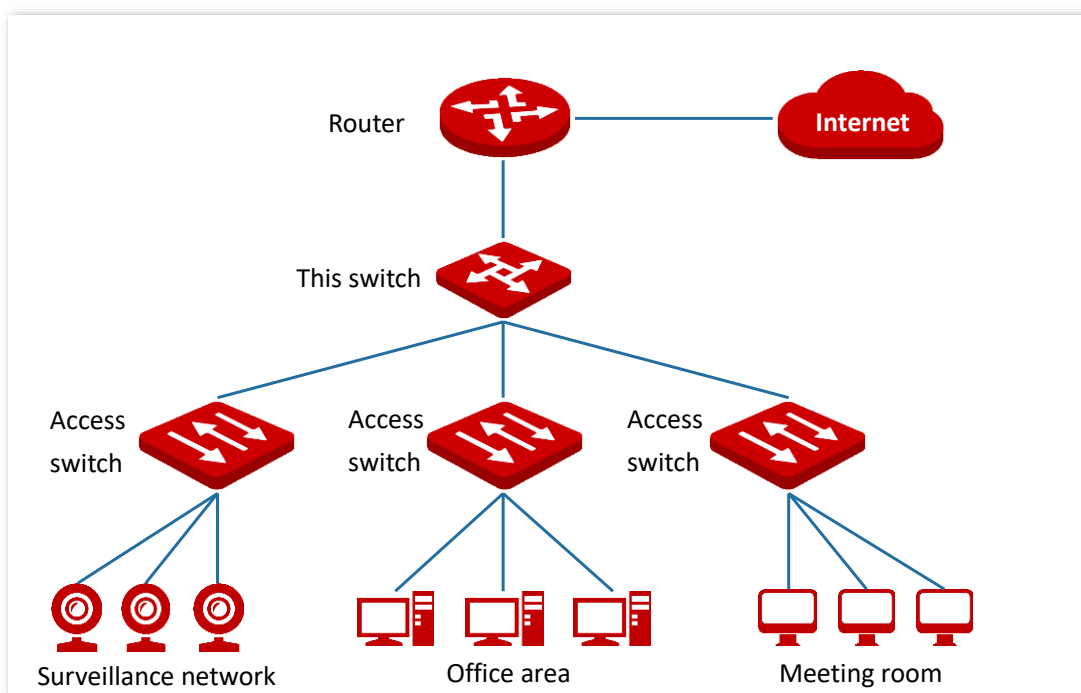 Router
Internet
This switch
Access
switch
Access
switch
Access
switch
Surveillance network
Office area
Meeting room